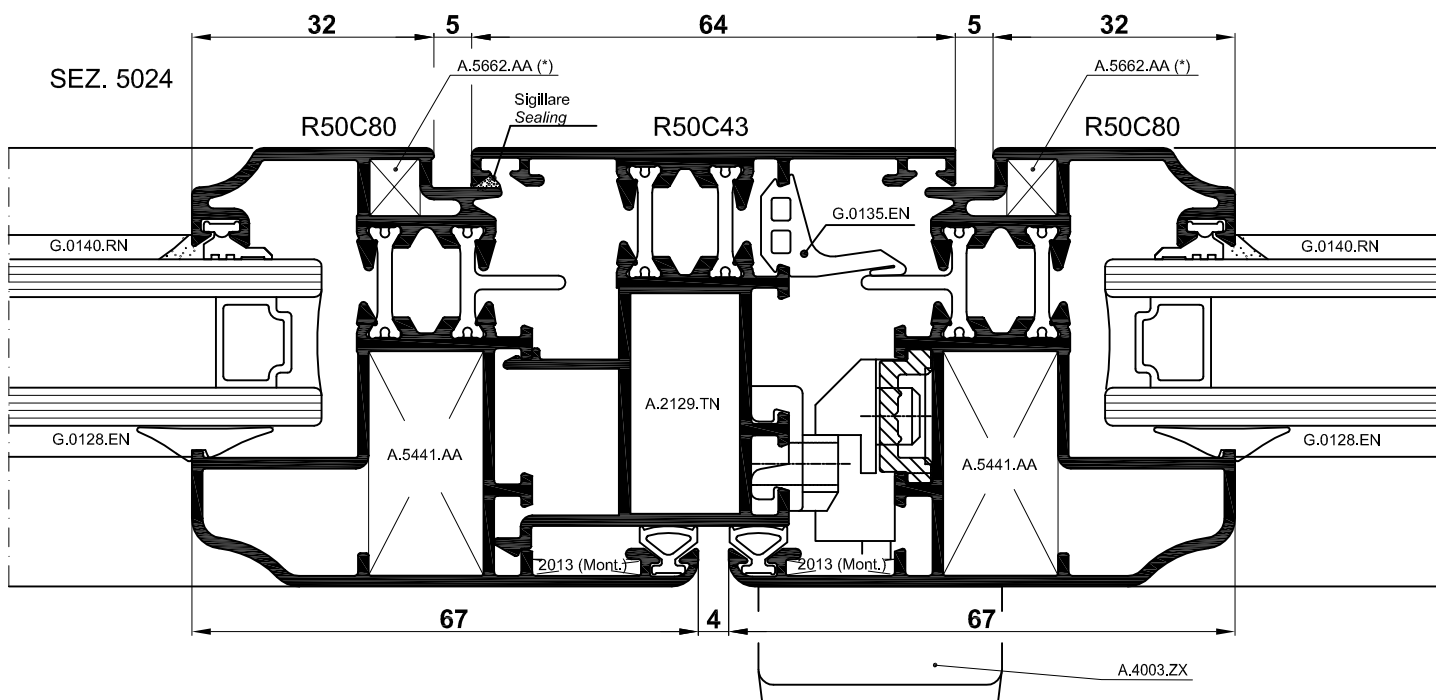 32 5 64 5 32
SEZ. 5024
A.5662.AA (*)
A.5662.AA (*)
Sigillare
Sealing
R50C80
R50C43
R50C80
G.0135.EN
G.0140.RN
G.0140.RN
A.2129.TN
G.0128.EN
G.0128.EN
A.5441.AA
A.5441.AA
2013 (Mont.)
2013 (Mont.)
67 4 67
A.4003.ZX